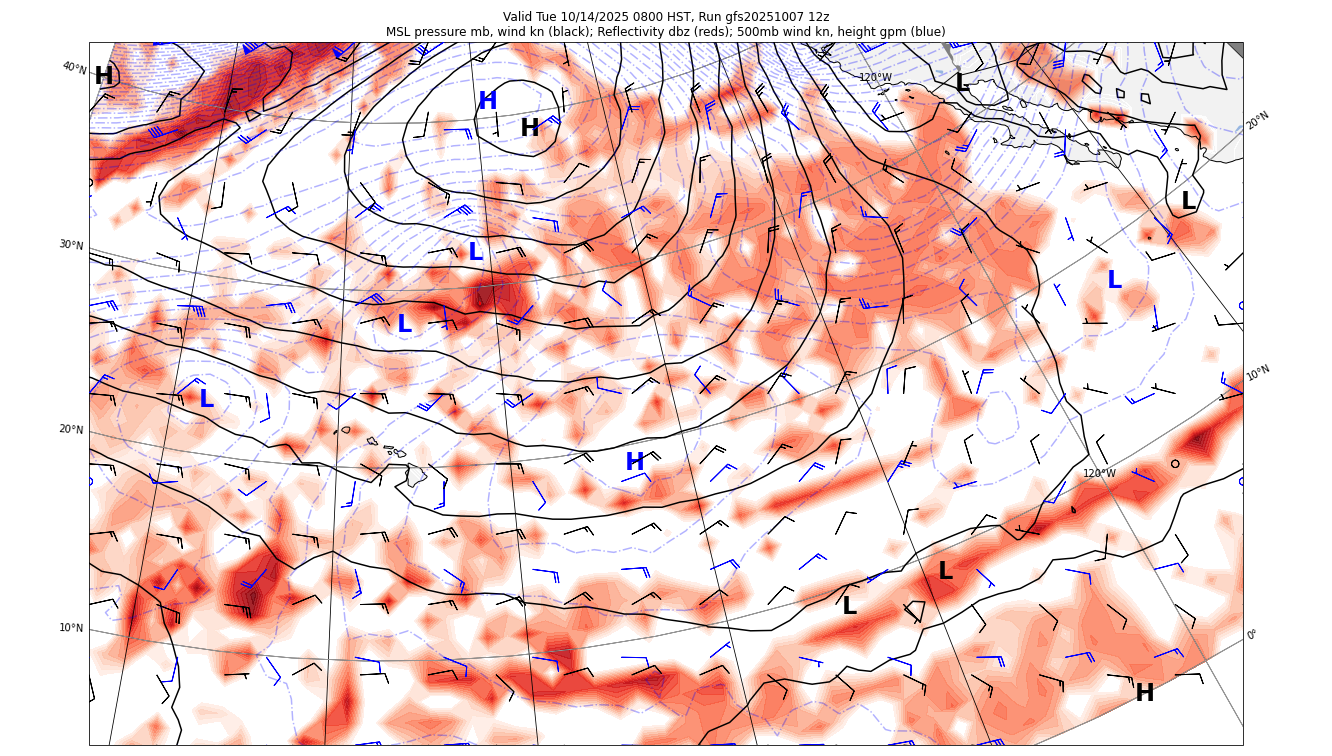 Valid Tue 10/14/2025 0800 HST, Run gfs20251007 12z
MSL pressure mb, wind kn (black); Reflectivity dbz (reds); 500mb wind kn, height gpm (blue)
40°N
H
H
H
120°W
L
20°N
L
30°N
L
L
L
10°N
L
20°N
H
120°W
L
L
10°N
0°
H